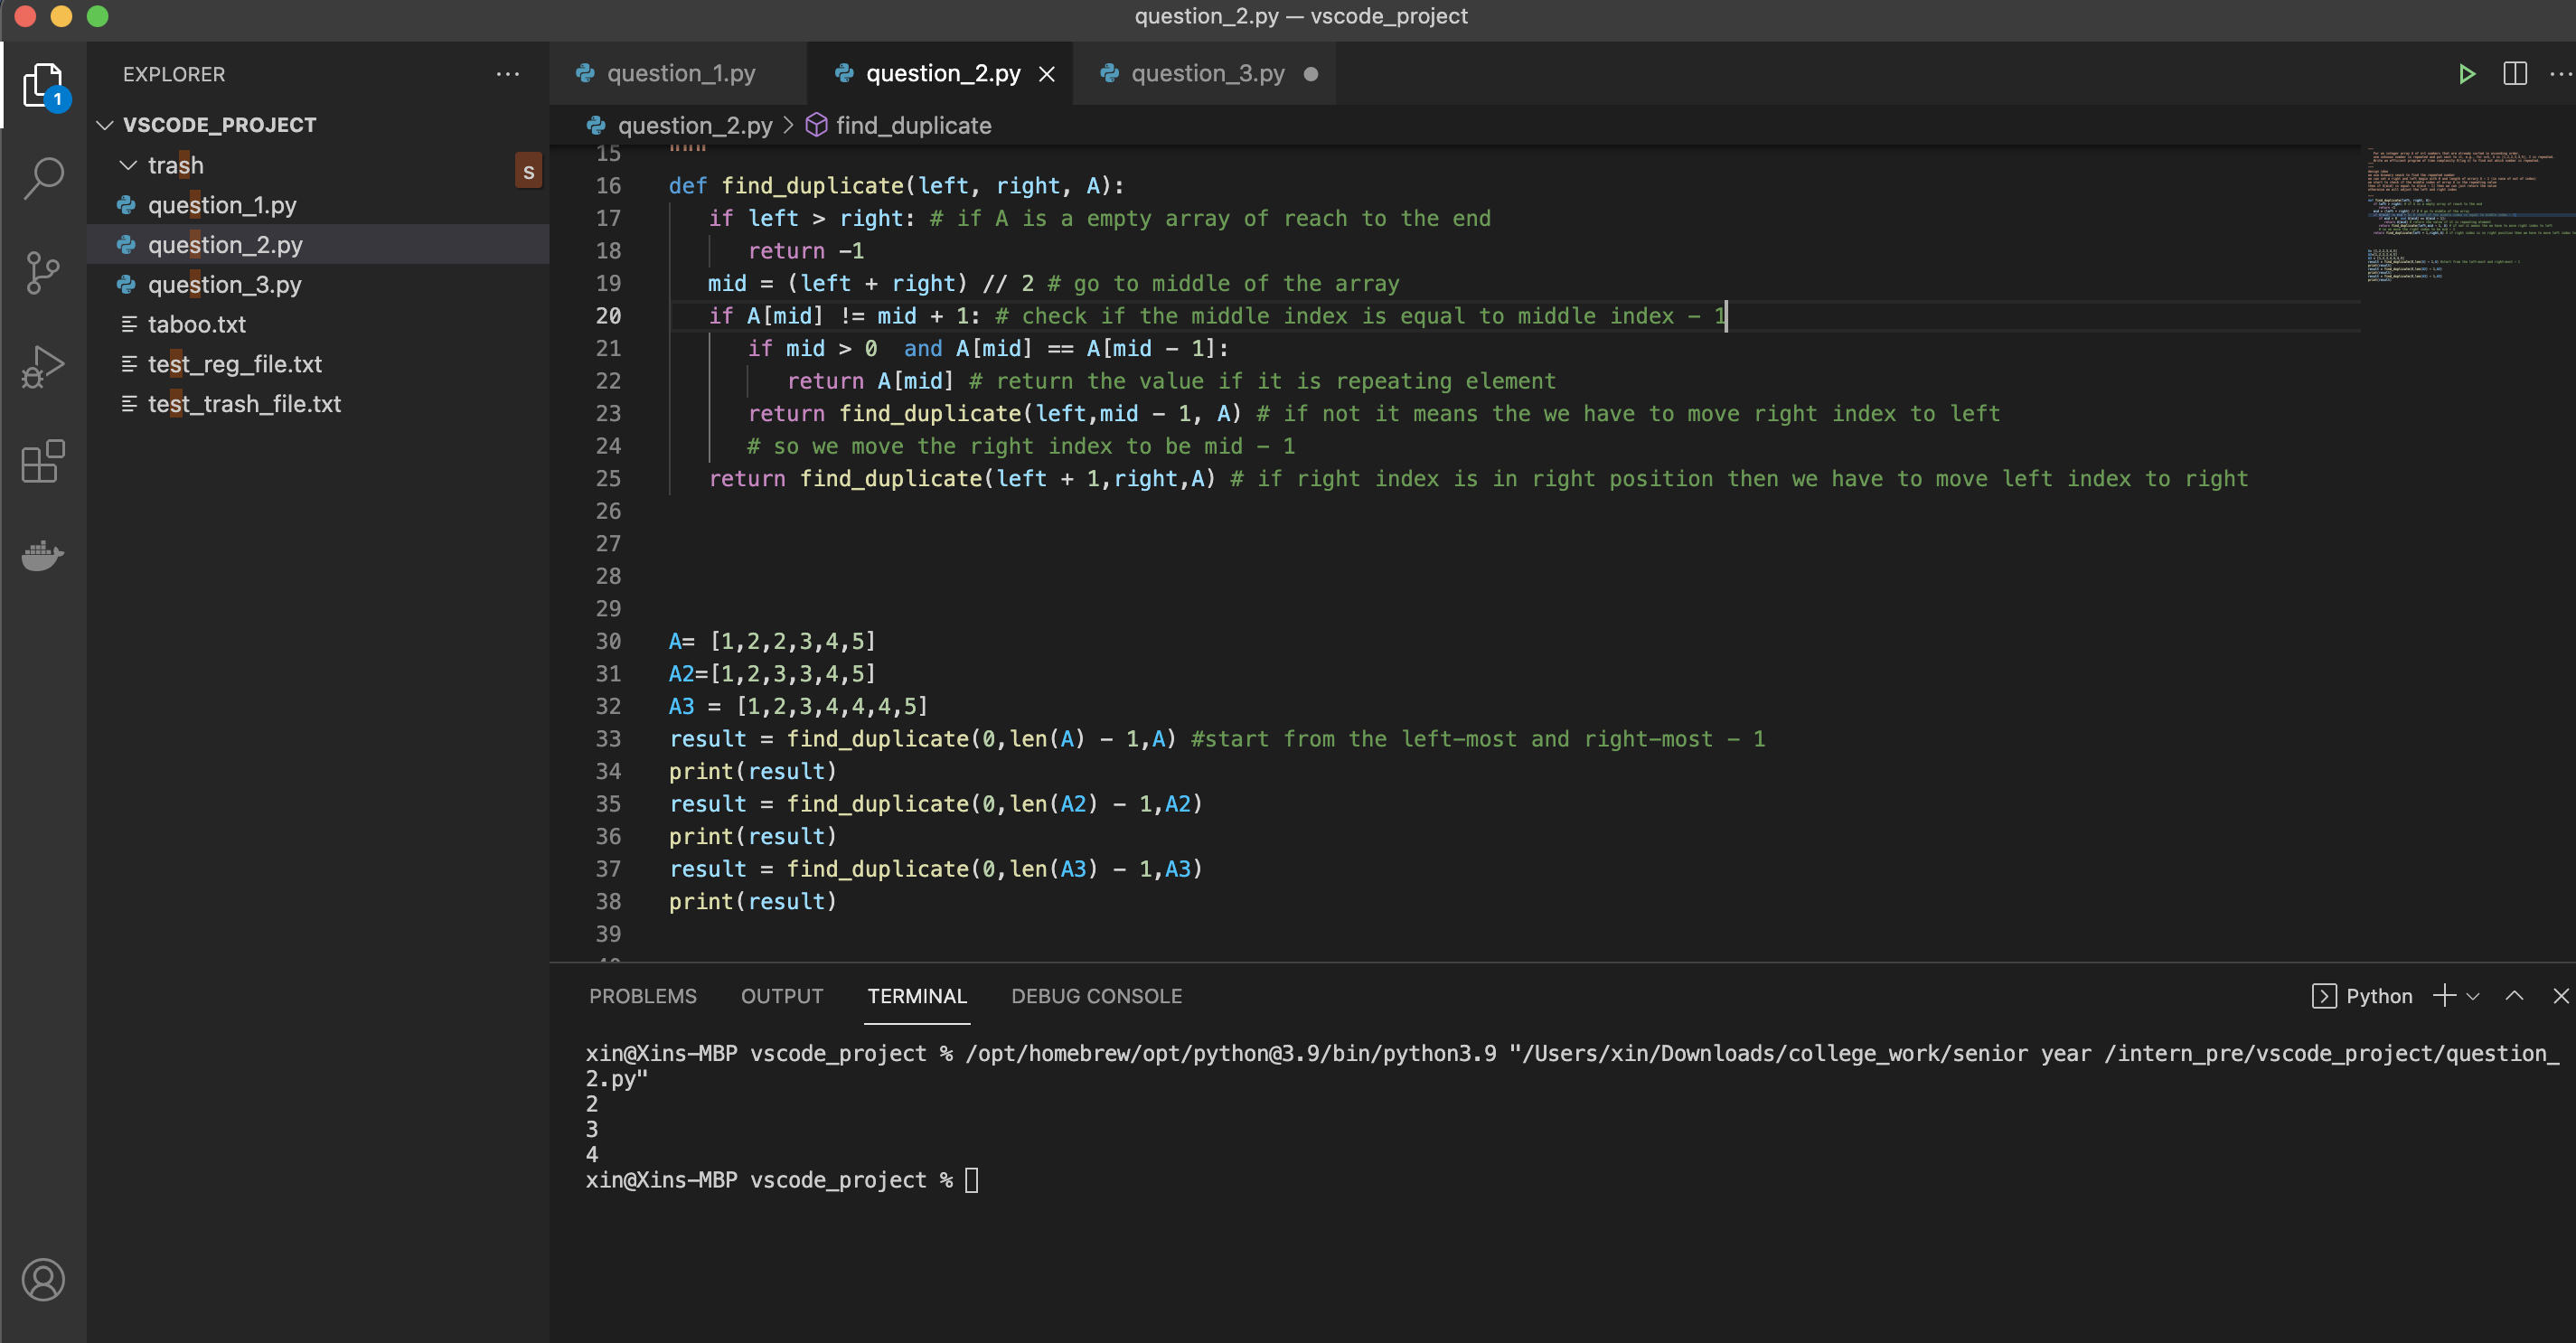 question_2.py — vscode_project
1
EXPLORER
VSCODE_PROJECT
trash
s
question_1.py
question_2.py
question_3.py
taboo.txt
test_reg_file.txt
test_trash_file.txt
question_1.py
question_2.py
question_3.py
question_2.py > find_duplicate
15 """
16 def find_duplicate(left, right, A):
17 if left > right: # if A is a empty array of reach to the end
18 return -1
19 mid = (left + right) // 2 # go to middle of the array
20 if A[mid] != mid + 1: # check if the middle index is equal to middle index - 1
21 if mid > 0  and A[mid] == A[mid - 1]:
22 return A[mid] # return the value if it is repeating element
23 return find_duplicate(left,mid - 1, A) # if not it means the we have to move right index to left
24 # so we move the right index to be mid - 1
25 return find_duplicate(left + 1,right,A) # if right index is in right position then we have to move left index to right
26
27
28
29
30 A= [1,2,2,3,4,5]
31 A2=[1,2,3,3,4,5]
32 A3 = [1,2,3,4,4,4,5]
33 result = find_duplicate(0,len(A) - 1,A) #start from the left-most and right-most - 1
34 print(result)
35 result = find_duplicate(0,len(A2) - 1,A2)
36 print(result)
37 result = find_duplicate(0,len(A3) - 1,A3)
38 print(result)
39
PROBLEMS OUTPUT TERMINAL DEBUG CONSOLE
Python
xin@Xins-MBP vscode_project % /opt/homebrew/opt/python@3.9/bin/python3.9 "/Users/xin/Downloads/college_work/senior year /intern_pre/vscode_project/question_
2.py"
2
3
4
xin@Xins-MBP vscode_project %